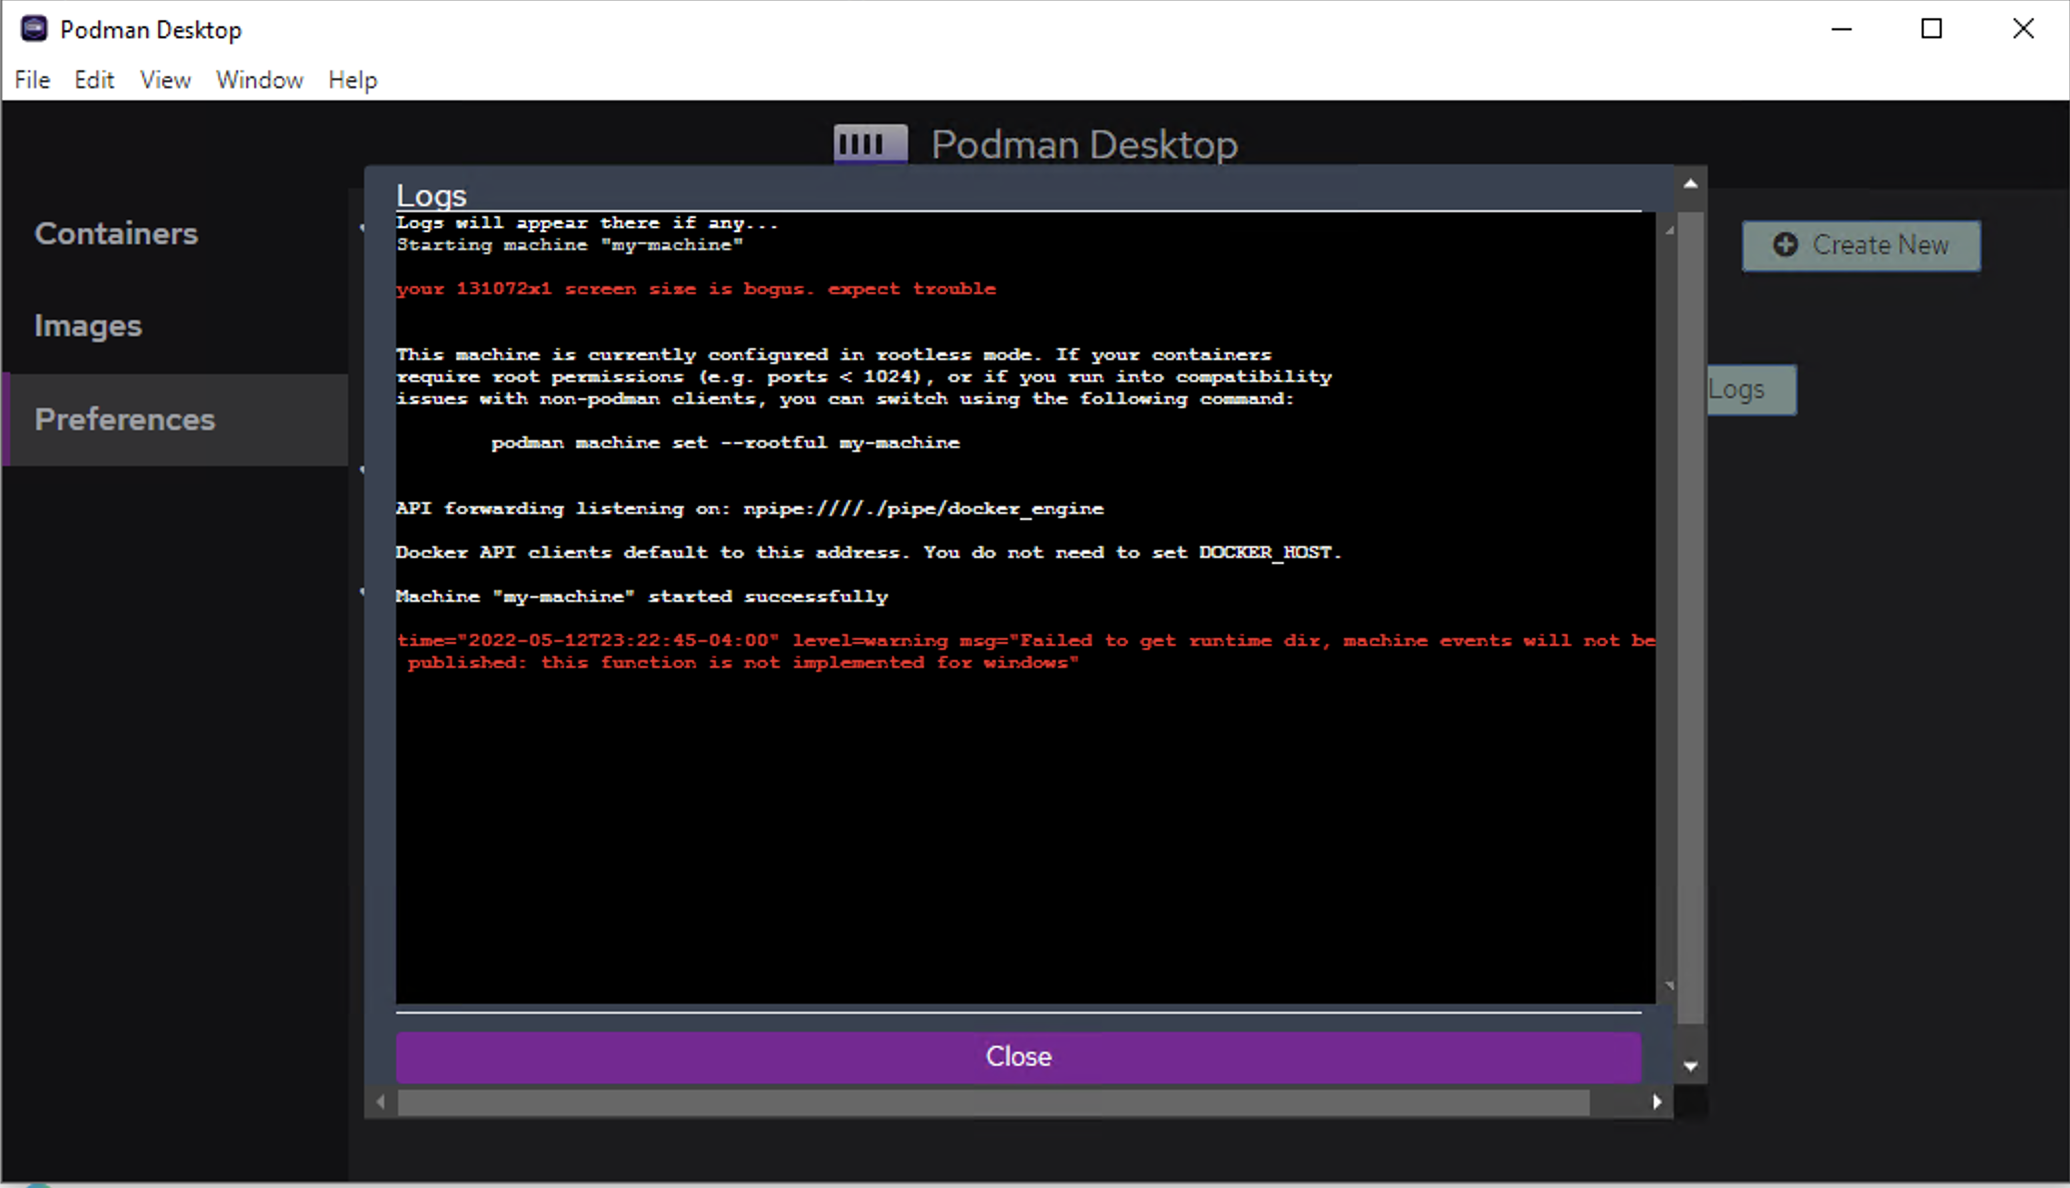 Podman Desktop
File Edit View Window Help
Podman Desktop
Containers
Images
Preferences
Create New
Logs
Logs
Logs will appear there if any...
Starting machine "my-machine"
your 131072x1 screen size is bogus. expect trouble
This machine is currently configured in rootless mode. If your containers
require root permissions (e.g. ports < 1024), or if you run into compatibility
issues with non-podman clients, you can switch using the following command:
podman machine set --rootful my-machine
API forwarding listening on: npipe:////./pipe/docker_engine
Docker API clients default to this address. You do not need to set DOCKER_HOST.
Machine "my-machine" started successfully
time="2022-05-12T23:22:45-04:00" level=warning msg="Failed to get runtime dir, machine events will not be
published: this function is not implemented for windows"
Close